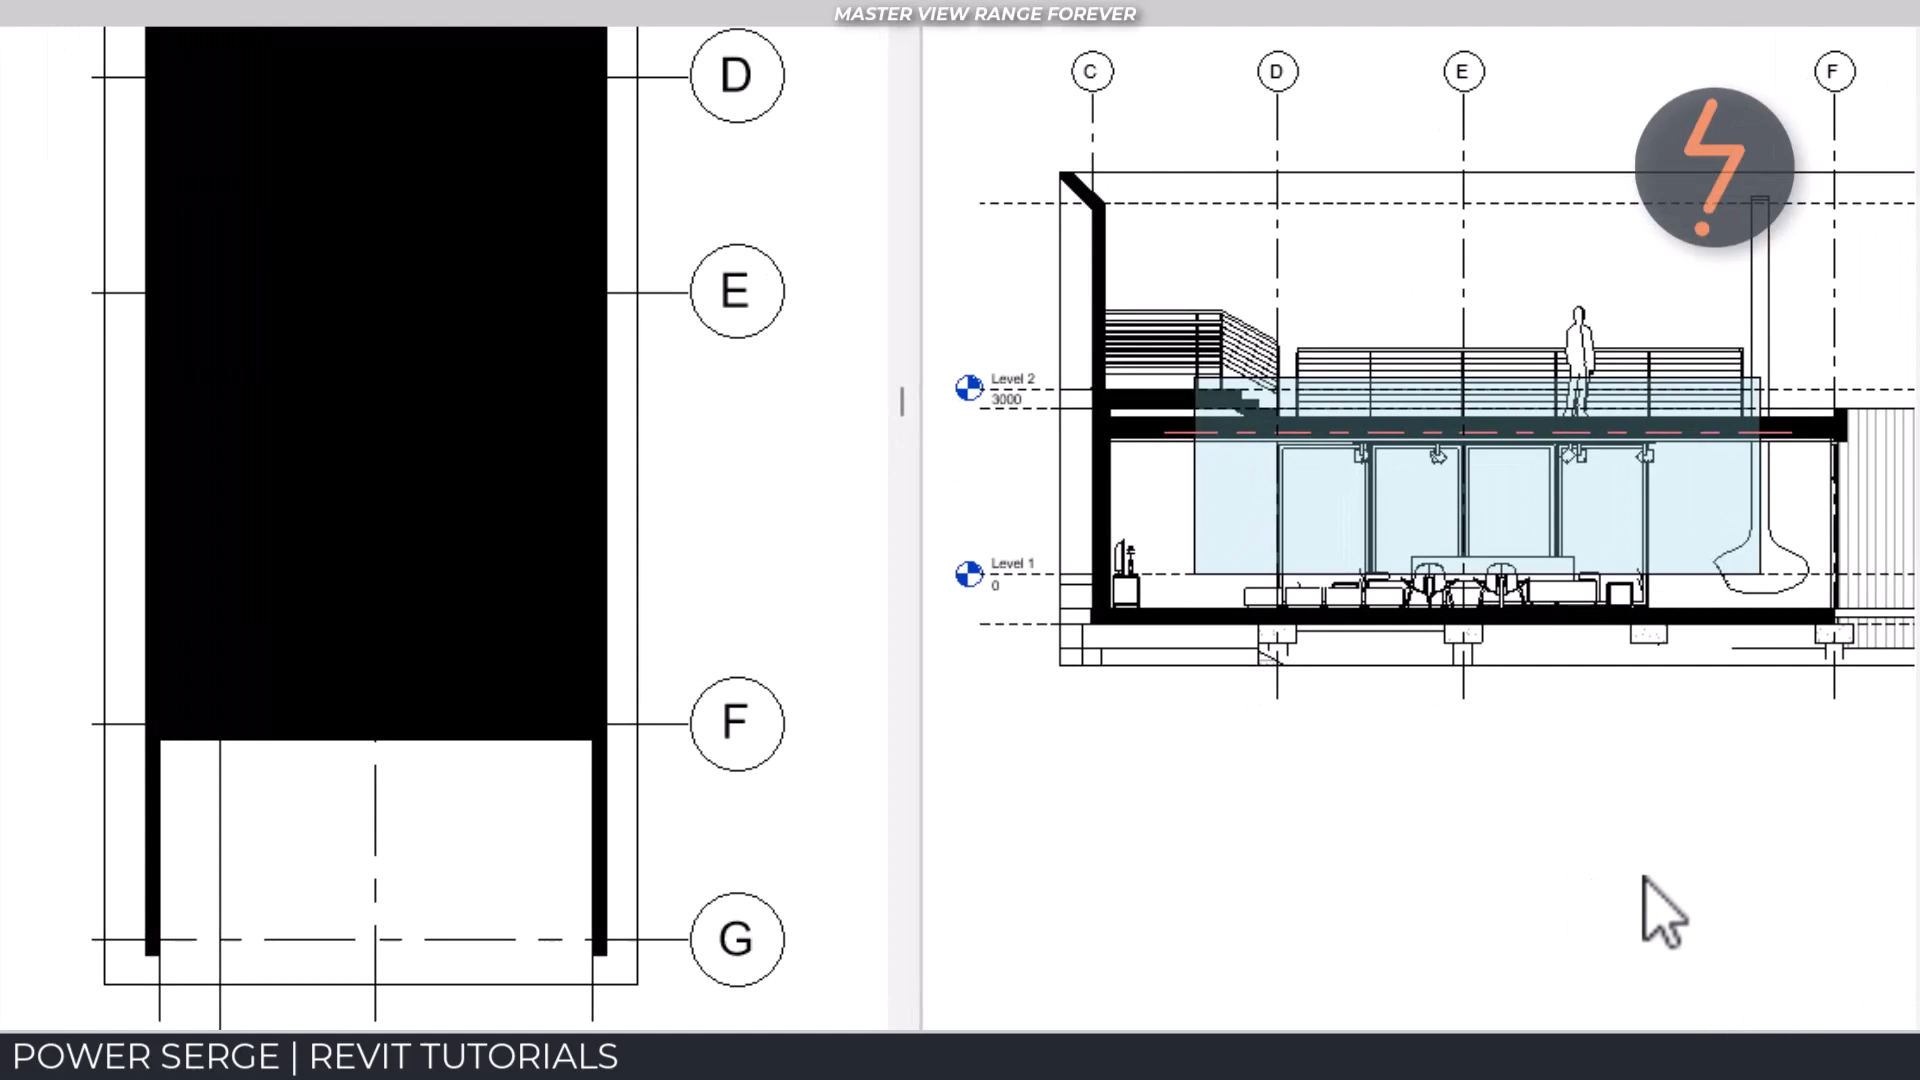 MASTER VIEW RANGE FOREVER
D
E
F
G
C
D
E
F
Level 2
3000
Level 1
0
POWER SERGE | REVIT TUTORIALS